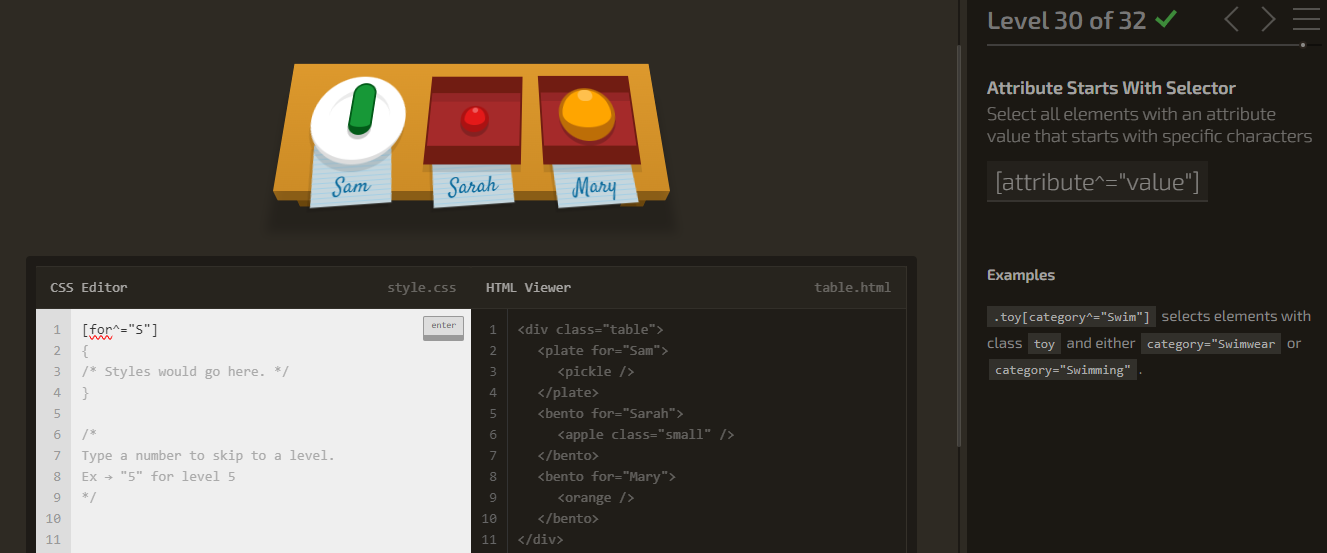 Level 30 of 32
Attribute Starts With Selector
Select all elements with an attribute
value that starts with specific characters
[attribute^="value"]
Examples
.toy[category^="Swim"] selects elements with
class toy and either category="Swimwear or
category="Swimming" .
Sam
Sarah
Mary
CSS Editor style.css
1 [for^="S"] enter
2 {
3 /* Styles would go here. */
4 }
5
6 /*
7 Type a number to skip to a level.
8 Ex → "5" for level 5
9 */
10
11
HTML Viewer table.html
1 <div class="table">
2 <plate for="Sam">
3 <pickle />
4 </plate>
5 <bento for="Sarah">
6 <apple class="small" />
7 </bento>
8 <bento for="Mary">
9 <orange />
10 </bento>
11 </div>